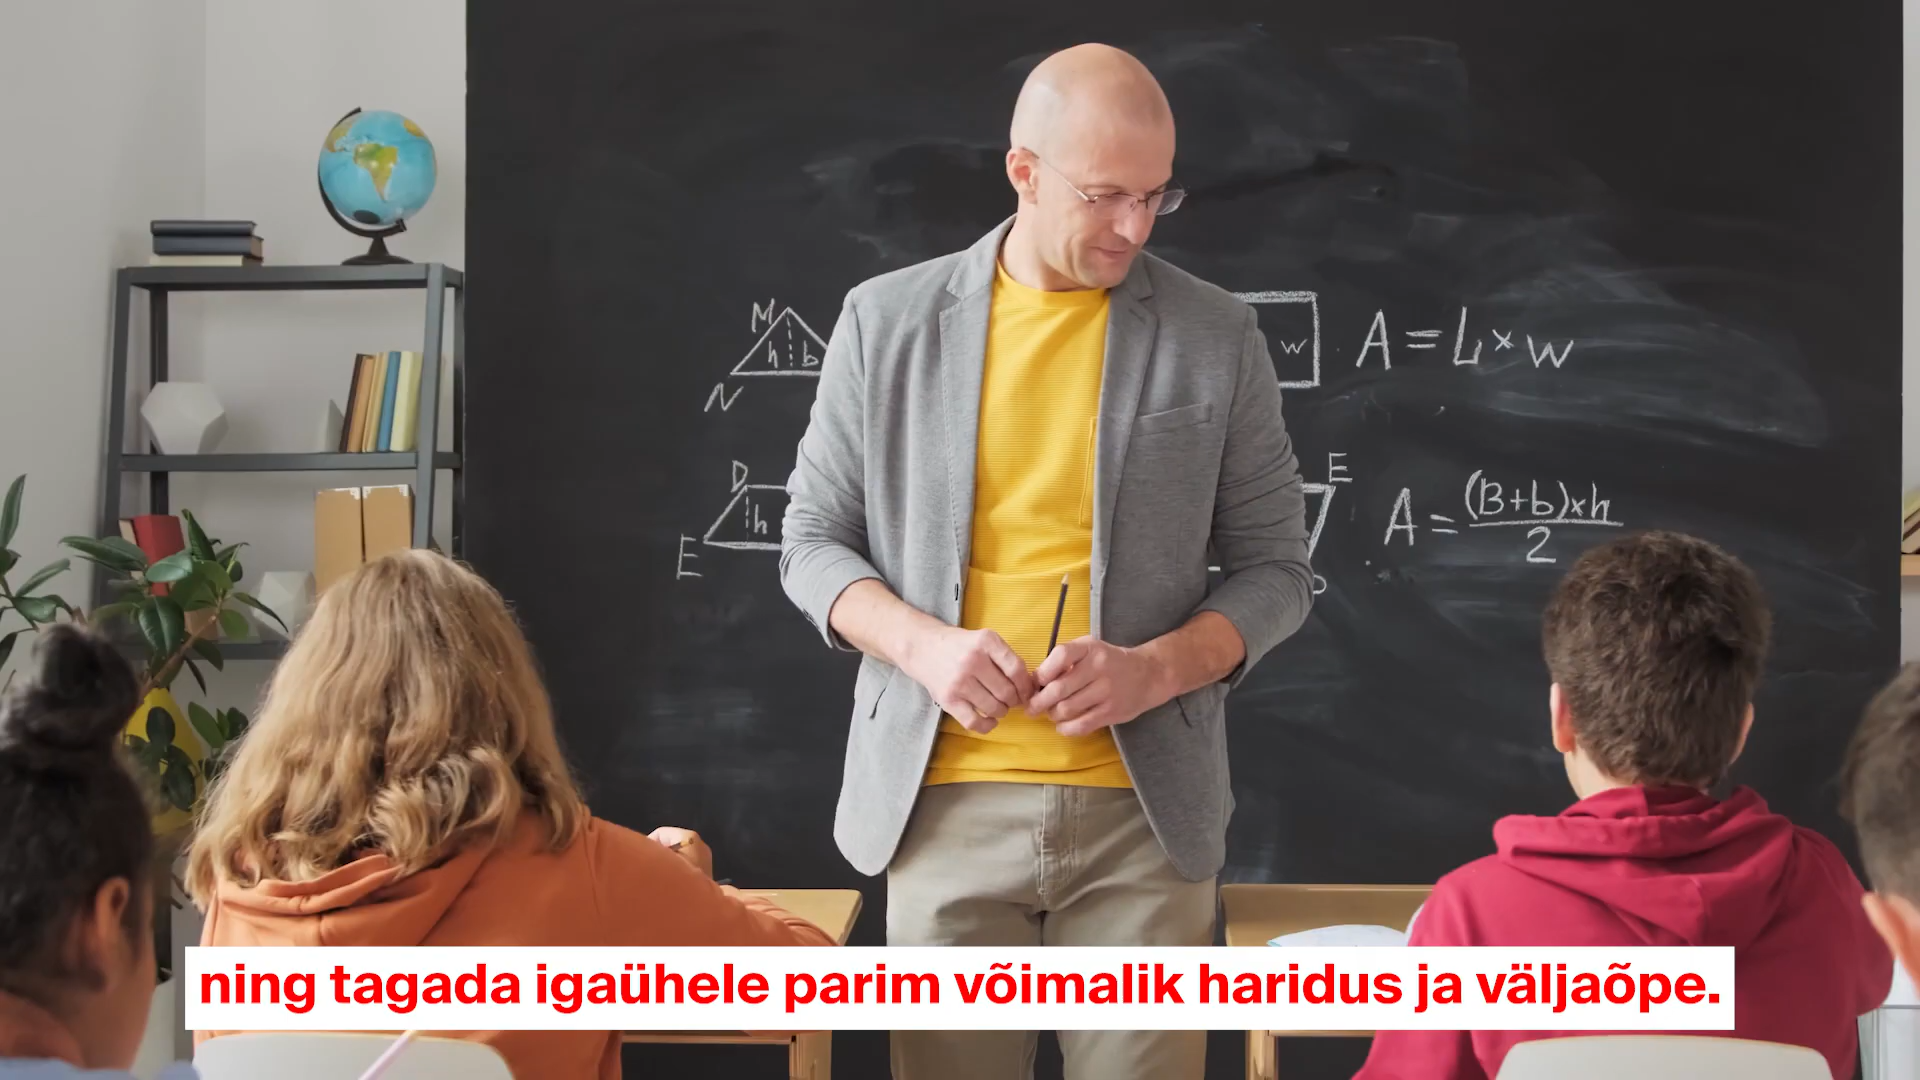 M
h b
N
w
A = L × w
D
h
E
E
A = (B+b)×h
2
ning tagada igaühele parim võimalik haridus ja väljaõpe.